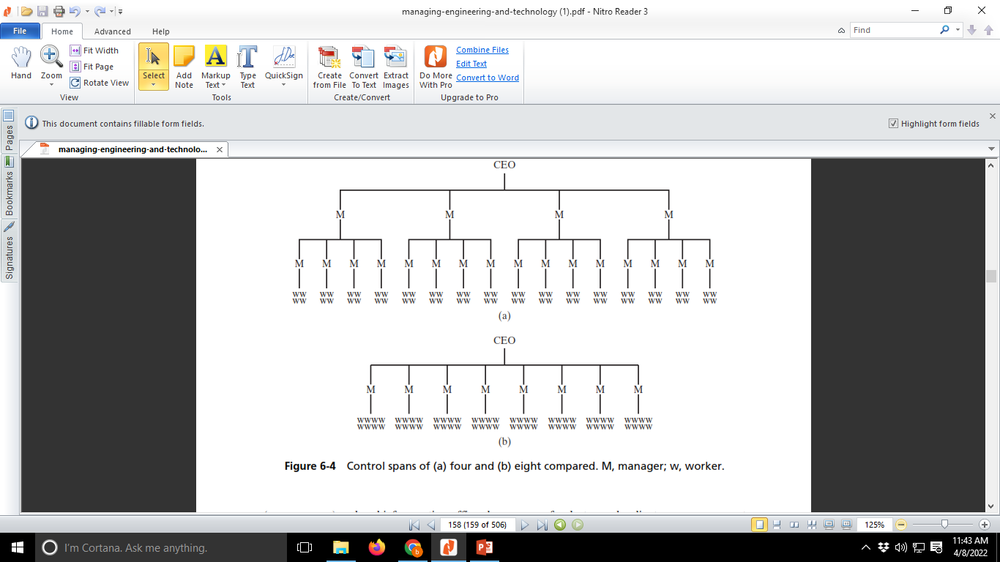 managing-engineering-and-technology (1).pdf - Nitro Reader 3
File Home Advanced Help
Find
Hand
Zoom
Fit Width
Fit Page
Rotate View
View
Select
Add Note
Markup Text
Type Text
QuickSign
Tools
Create from File
Convert To Text
Extract Images
Create/Convert
Do More With Pro
Combine Files
Edit Text
Convert to Word
Upgrade to Pro
This document contains fillable form fields.
Highlight form fields
Pages
Bookmarks
Signatures
managing-engineering-and-technolo...
CEO
M M M M
M M M M M M M M M M M M M M M M
ww ww ww ww ww ww ww ww ww ww ww ww ww ww ww ww
ww ww ww ww ww ww ww ww ww ww ww ww ww ww ww ww
(a)
CEO
M M M M M M M M
wwww wwww wwww wwww wwww wwww wwww wwww
wwww wwww wwww wwww wwww wwww wwww wwww
(b)
Figure 6-4 Control spans of (a) four and (b) eight compared. M, manager; w, worker.
158 (159 of 506)
125%
I'm Cortana. Ask me anything.
11:43 AM
4/8/2022